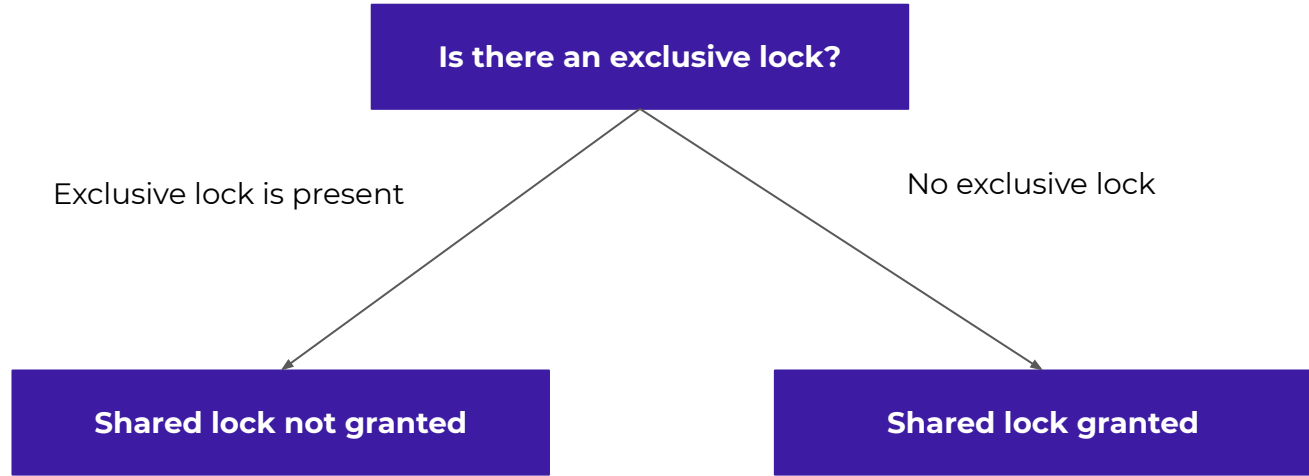 Is there an exclusive lock?
Exclusive lock is present
No exclusive lock
Shared lock not granted
Shared lock granted